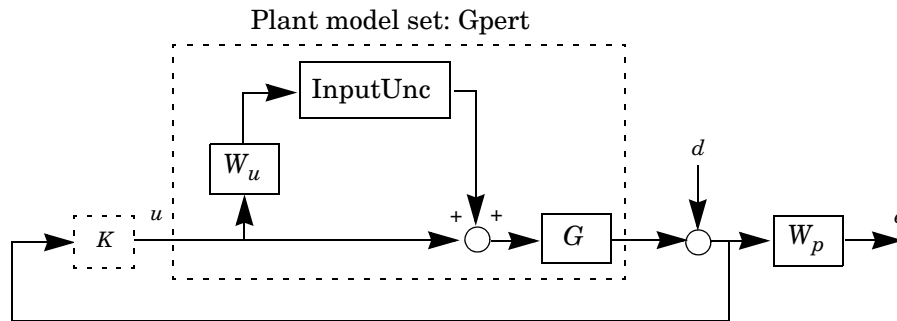 Plant model set: Gpert
InputUnc
W_u
d
u
+ +
K
G
W_p